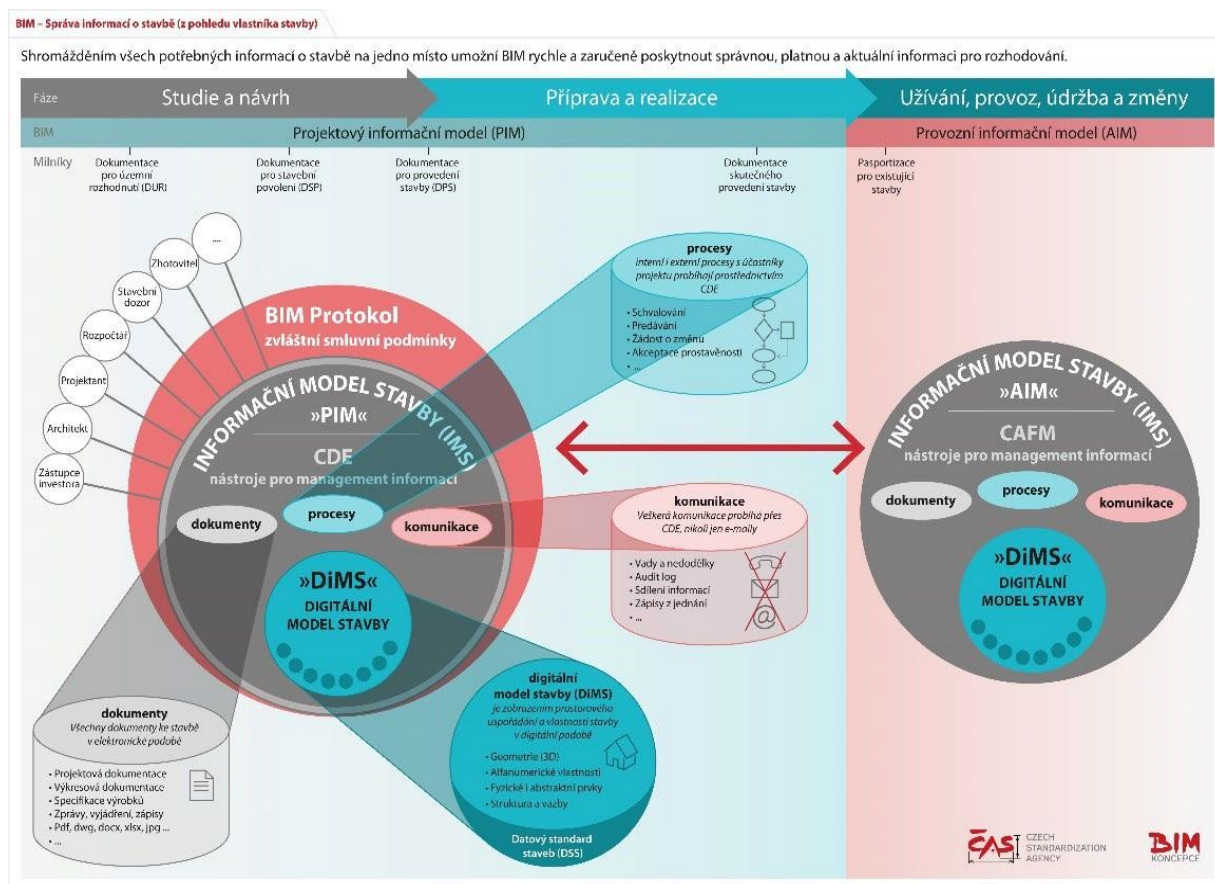 BIM – Správa informací o stavbě (z pohledu vlastníka stavby)
Shromážděním všech potřebných informací o stavbě na jedno místo umožní BIM rychle a zaručeně poskytnout správnou, platnou a aktuální informaci pro rozhodování.
Fáze
Studie a návrh
Příprava a realizace
Užívání, provoz, údržba a změny
BIM
Projektový informační model (PIM)
Provozní informační model (AIM)
Milníky
Dokumentace
pro územní
rozhodnutí (DUR)
Dokumentace
pro stavební
povolení (DSP)
Dokumentace
pro provedení
stavby (DPS)
Dokumentace
skutečného
provedení stavby
Pasportizace
pro existující
stavby
....
Zhotovitel
Stavební
dozor
Rozpočtář
Projektant
Architekt
Zástupce
investora
BIM Protokol
zvláštní smluvní podmínky
INFORMAČNÍ MODEL STAVBY (IMS)
»PIM«
CDE
nástroje pro management informací
dokumenty
procesy
komunikace
»DiMS«
DIGITÁLNÍ
MODEL STAVBY
procesy
interní i externí procesy s účastníky
projektu probíhají prostřednictvím
CDE
• Schvalování
• Predávání
• Žádost o změnu
• Akceptace prostavěnosti
• ...
komunikace
Veškerá komunikace probíhá přes
CDE, nikoli jen e-maily
• Vady a nedodělky
• Audit log
• Sdílení informací
• Zápisy z jednání
• ...
@
dokumenty
Všechny dokumenty ke stavbě
v elektronické podobě
• Projektová dokumentace
• Výkresová dokumentace
• Specifikace výrobků
• Zprávy, vyjádření, zápisy
• Pdf, dwg, docx, xlsx, jpg ...
• ...
digitální
model stavby (DiMS)
je zobrazením prostorového
uspořádání a vlastností stavby
v digitální podobě
• Geometrie (3D)
• Alfanumerické vlastnosti
• Fyzické i abstraktní prvky
• Struktura a vazby
Datový standard
staveb (DSS)
INFORMAČNÍ MODEL STAVBY (IMS)
»AIM«
CAFM
nástroje pro management informací
dokumenty
procesy
komunikace
»DiMS«
DIGITÁLNÍ
MODEL STAVBY
ČAS
CZECH
STANDARDIZATION
AGENCY
BIM
KONCEPCE